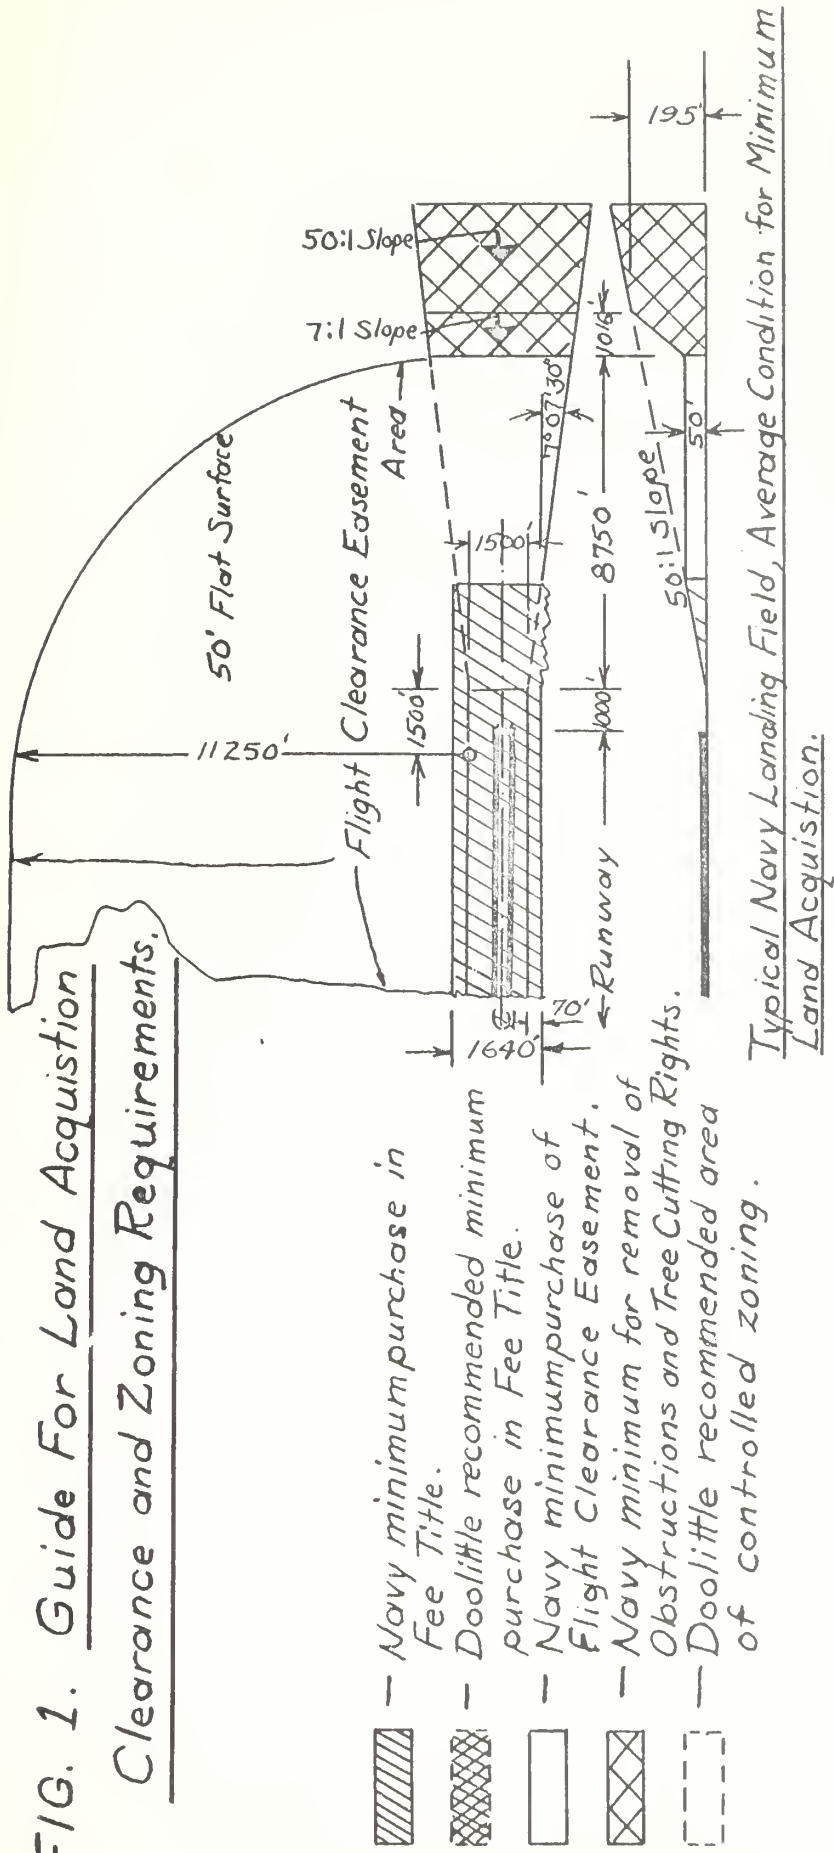 FIG. 1. Guide For Land Acquistion
Clearance and Zoning Requirements.
— Navy minimum purchase in
Fee Title.
— Doolittle recommended minimum
purchase in Fee Title.
— Navy minimum purchase of
Flight Clearance Easement.
— Navy minimum for removal of
Obstructions and Tree Cutting Rights.
— Doolittle recommended area
of controlled zoning.
11250'
50' Flat Surface
Flight Clearance Easement
Area
1500'
50:1 Slope
7:1 Slope
1640'
70'
1500'
7°07'30"
Runway
1000'
8750'
1016'
50:1 Slope
50'
195'
Typical Navy Landing Field, Average Condition for Minimum
Land Acquistion.